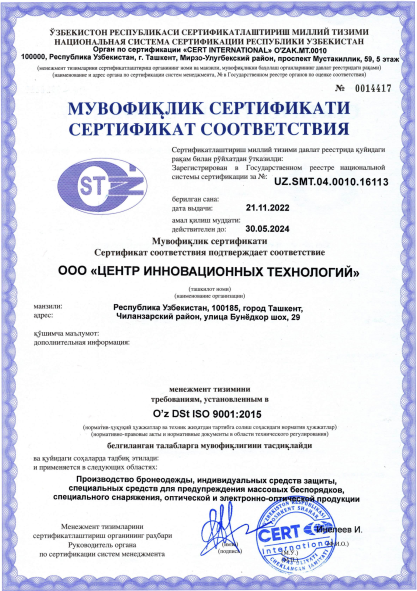 ЎЗБЕКИСТОН РЕСПУБЛИКАСИ СЕРТИФИКАТЛАШТИРИШ МИЛЛИЙ ТИЗИМИ
НАЦИОНАЛЬНАЯ СИСТЕМА СЕРТИФИКАЦИИ РЕСПУБЛИКИ УЗБЕКИСТАН
Орган по сертификации «CERT INTERNATIONAL» O'ZAK.MT.0019
100000, Республика Узбекистан, г. Ташкент, Мирзо-Улугбекский район, проспект Мустакиллик, 59, 5 этаж
(менежмент тизимларини сертификатлаштириш органининг номи ва манзили, мувофиқликни баҳолаш органларининг давлат реестридаги рақами)
(наименование и адрес органа по сертификации систем менеджмента, № в Государственном реестре органов по оценке соответствия)
№ 0014417
МУВОФИҚЛИК СЕРТИФИКАТИ
СЕРТИФИКАТ СООТВЕТСТВИЯ
Сертификатлаштириш миллий тизими давлат реестрида қуйидаги
рақам билан рўйхатдан ўтказилди:
Зарегистрирован в Государственном реестре национальной
системы сертификации за №:
UZ.SMT.04.0010.16113
ST
берилган сана:
дата выдачи:
21.11.2022
амал қилиш муддати:
действителен до:
30.05.2024
Мувофиқлик сертификати
Сертификат соответствия подтверждает соответствие
ООО «ЦЕНТР ИННОВАЦИОННЫХ ТЕХНОЛОГИЙ»
(ташкилот номи)
(наименование организации)
манзили:
адрес:
Республика Узбекистан, 100185, город Ташкент,
Чиланзарский район, улица Бунёдкор шох, 29
қўшимча маълумот:
дополнительная информация:
менежмент тизимини
требованиям, установленным в
O'z DSt ISO 9001:2015
(норматив-ҳуқуқий ҳужжатлар ва техник жиҳатдан тартибга солиш соҳасидаги норматив ҳужжатлар)
(нормативно-правовые акты и нормативные документы в области технического регулирования)
белгиланган талабларга мувофиқлигини тасдиқлайди
ва қуйидаги соҳаларда тадбиқ этилади:
и применяется в следующих областях:
Производство бронеодежды, индивидуальных средств защиты,
специальных средств для предупреждения массовых беспорядков,
специального снаряжения, оптической и электронно-оптической продукции
Менежмент тизимларини
сертификатлаштириш органининг раҳбари
Руководитель органа
по сертификации систем менеджмента
(имзо)
(подпись)
CERT
International
И.